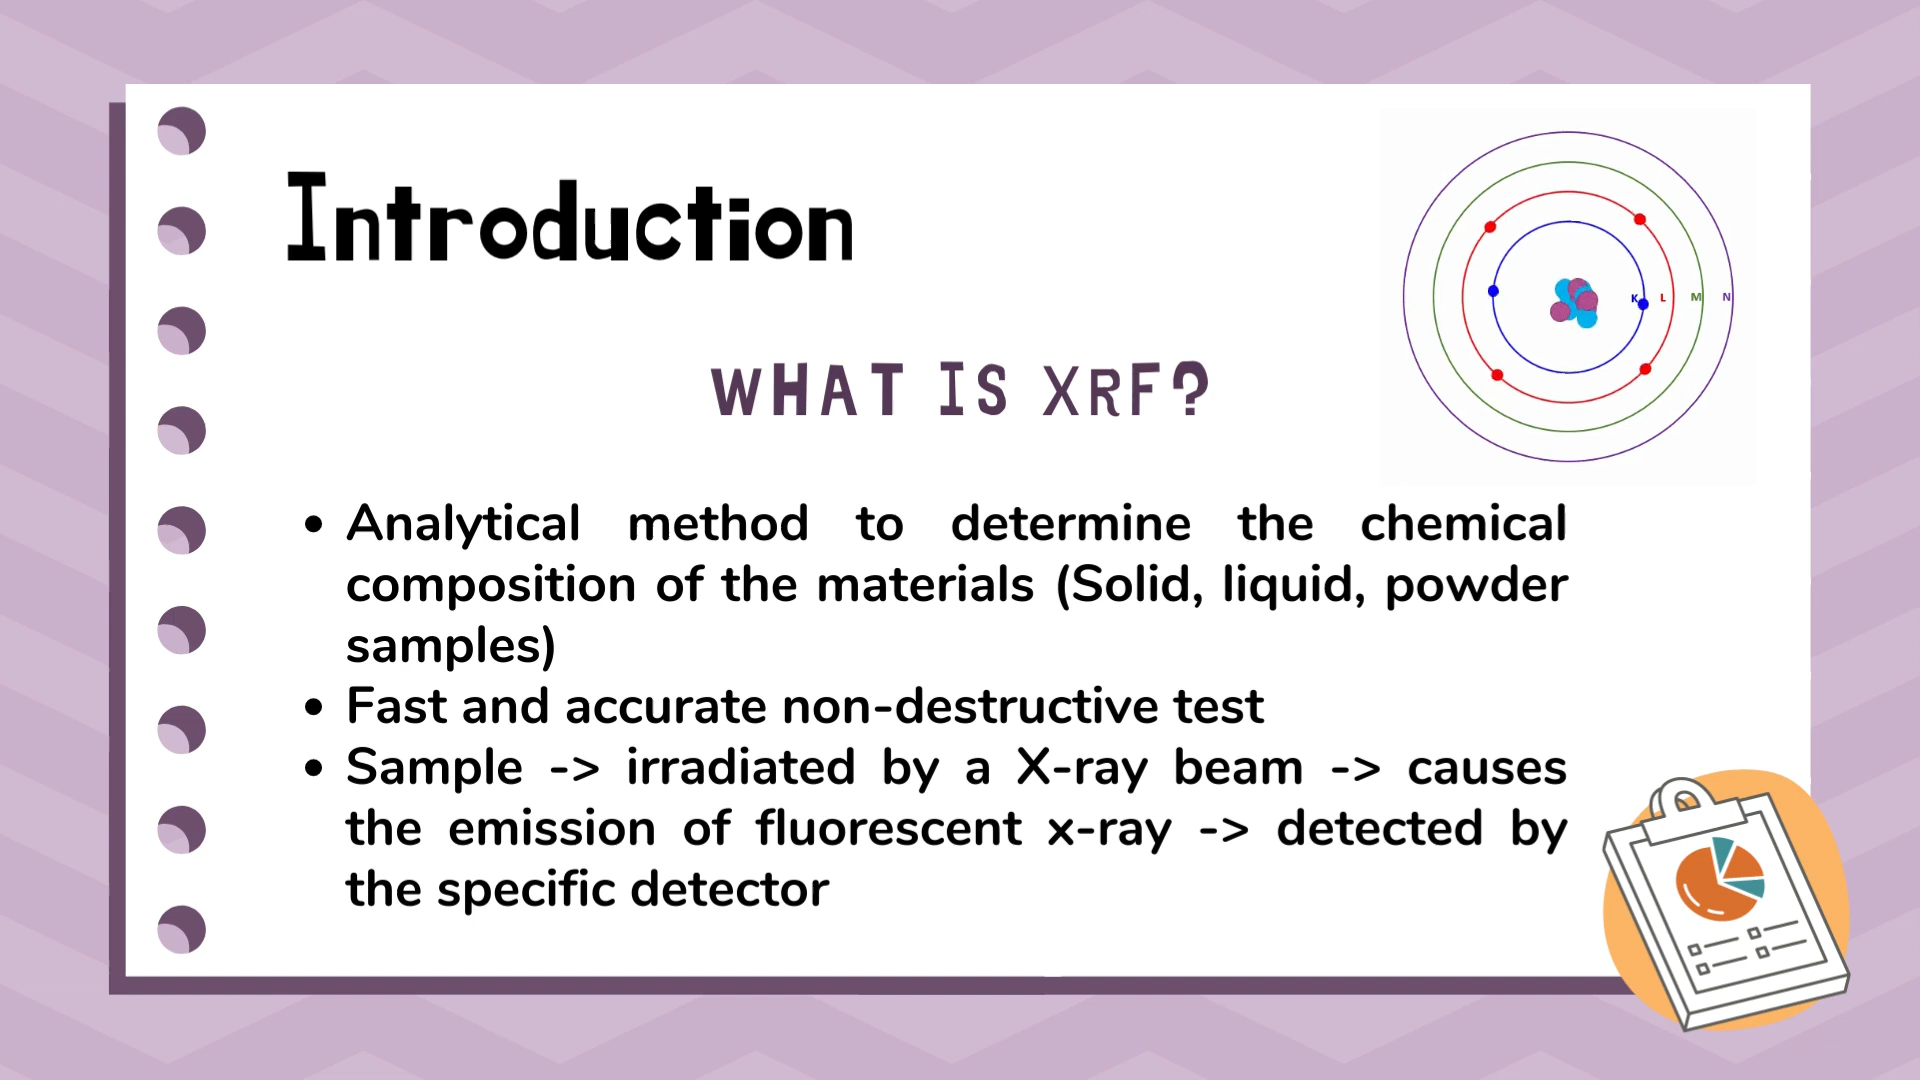 Introduction
WHAT IS XRF?
K L M N
• Analytical method to determine the chemical
composition of the materials (Solid, liquid, powder
samples)
• Fast and accurate non-destructive test
• Sample -> irradiated by a X-ray beam -> causes
the emission of fluorescent x-ray -> detected by
the specific detector